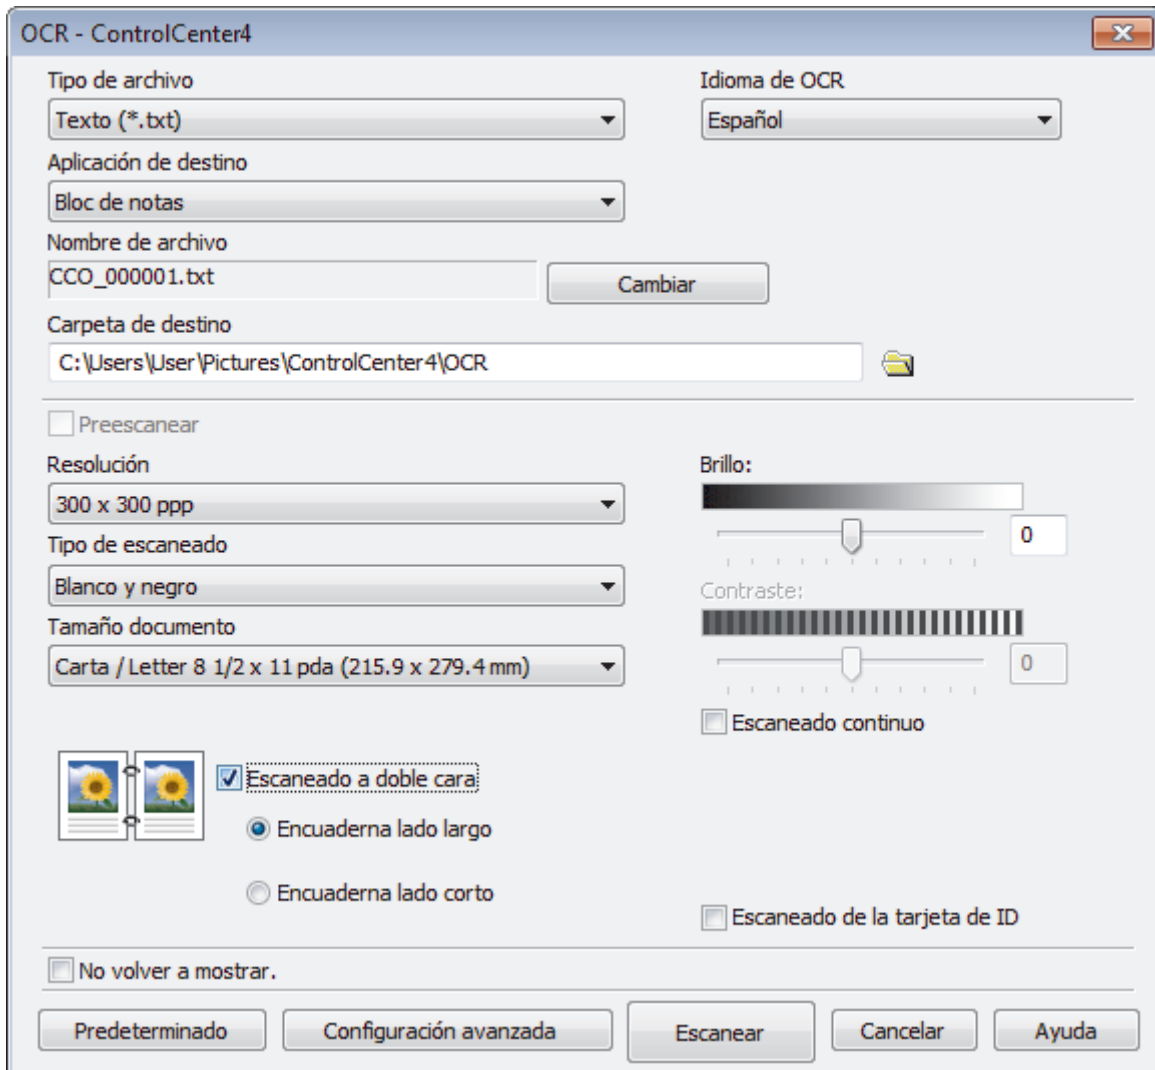 OCR - ControlCenter4
Tipo de archivo
Texto (*.txt)
Idioma de OCR
Español
Aplicación de destino
Bloc de notas
Nombre de archivo
CCO_000001.txt
Cambiar
Carpeta de destino
C:\Users\User\Pictures\ControlCenter4\OCR
Preescanear
Resolución
300 x 300 ppp
Tipo de escaneado
Blanco y negro
Tamaño documento
Carta / Letter 8 1/2 x 11 pda (215.9 x 279.4 mm)
Brillo:
0
Contraste:
0
Escaneado continuo
Escaneado a doble cara
Encuaderna lado largo
Encuaderna lado corto
Escaneado de la tarjeta de ID
No volver a mostrar.
Predeterminado
Configuración avanzada
Escanear
Cancelar
Ayuda